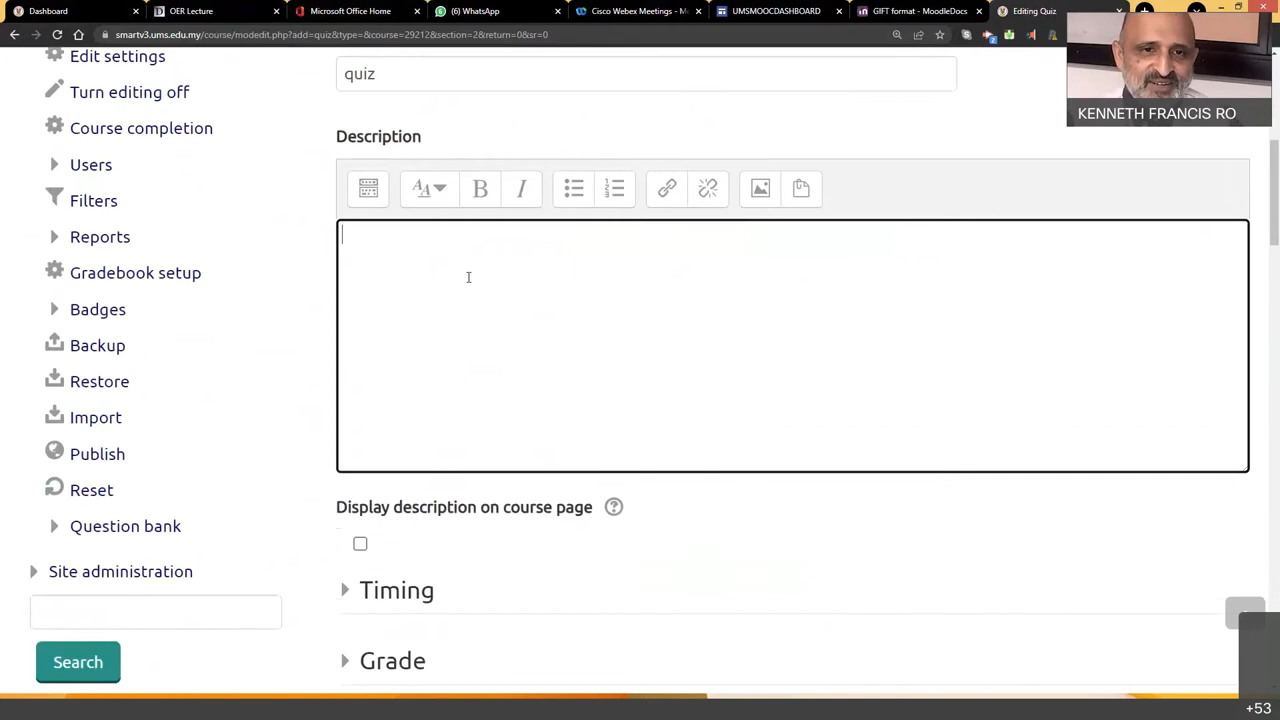 Dashboard
OER Lecture
Microsoft Office Home
(6) WhatsApp
Cisco Webex Meetings - M
UMSMOOCDASHBOARD
GIFT format - MoodleDocs
Editing Quiz
smartv3.ums.edu.my/course/modedit.php?add=quiz&type=&course=29212&section=2&return=0&sr=0
Edit settings
quiz
Turn editing off
KENNETH FRANCIS RO
Course completion
Description
Users
Filters
Reports
Gradebook setup
Badges
Backup
Restore
Import
Publish
Reset
Display description on course page
Question bank
Site administration
Timing
Search
Grade
+53